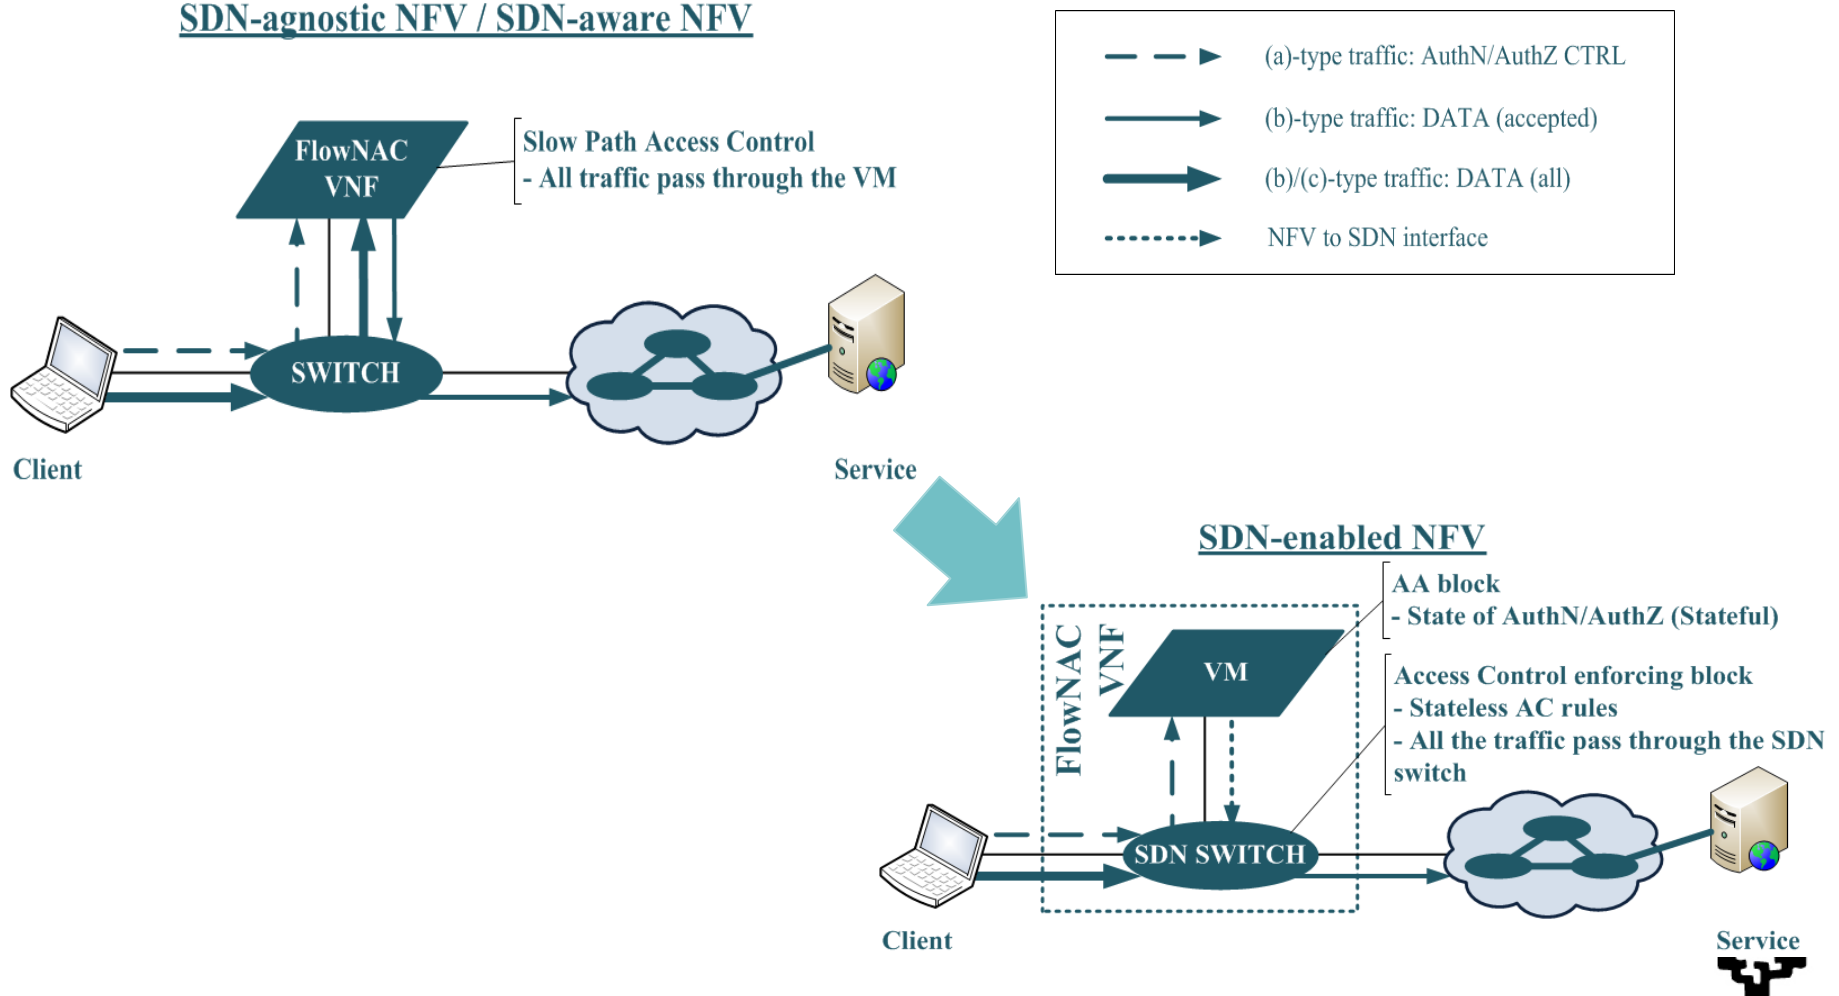 SDN-agnostic NFV / SDN-aware NFV
(a)-type traffic: AuthN/AuthZ CTRL
(b)-type traffic: DATA (accepted)
(b)/(c)-type traffic: DATA (all)
NFV to SDN interface
FlowNAC
VNF
Slow Path Access Control
- All traffic pass through the VM
SWITCH
Client
Service
SDN-enabled NFV
AA block
- State of AuthN/AuthZ (Stateful)
FlowNAC
VNF
VM
Access Control enforcing block
- Stateless AC rules
- All the traffic pass through the SDN
switch
SDN SWITCH
Client
Service